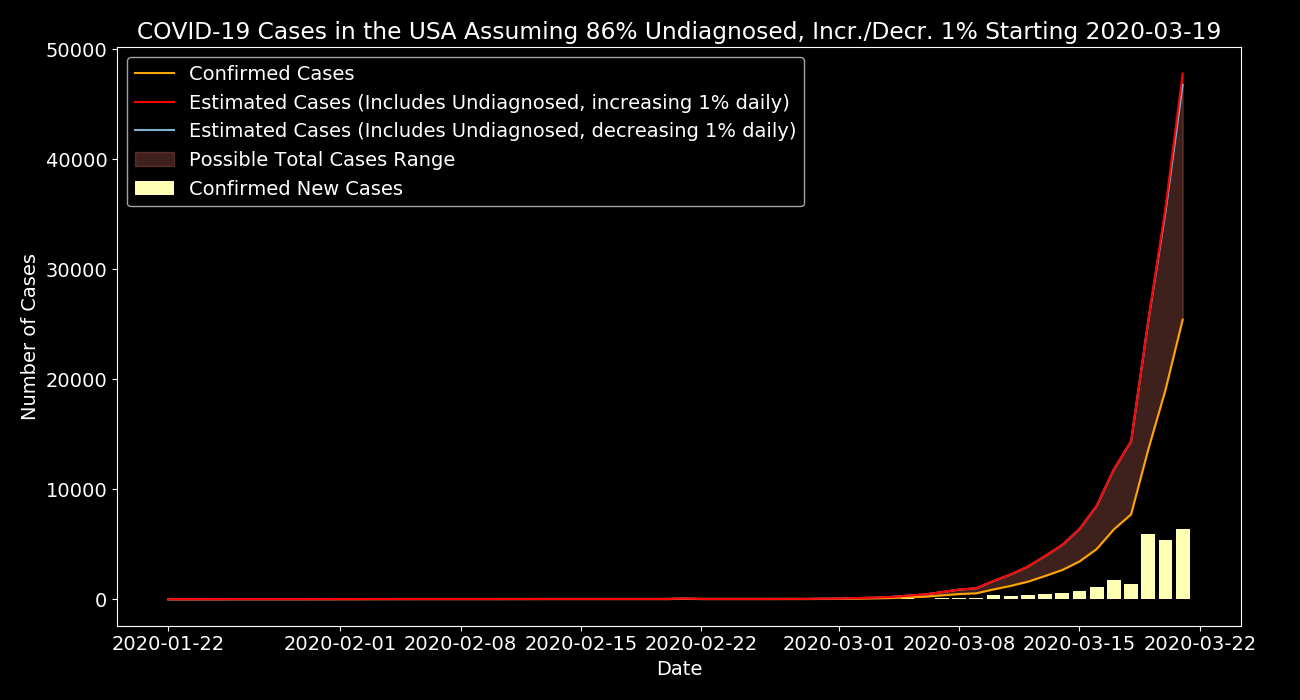 COVID-19 Cases in the USA Assuming 86% Undiagnosed, Incr./Decr. 1% Starting 2020-03-19
50000
40000
30000
20000
10000
0
Number of Cases
Confirmed Cases
Estimated Cases (Includes Undiagnosed, increasing 1% daily)
Estimated Cases (Includes Undiagnosed, decreasing 1% daily)
Possible Total Cases Range
Confirmed New Cases
2020-01-22 2020-02-01 2020-02-08 2020-02-15 2020-02-22 2020-03-01 2020-03-08 2020-03-15 2020-03-22
Date